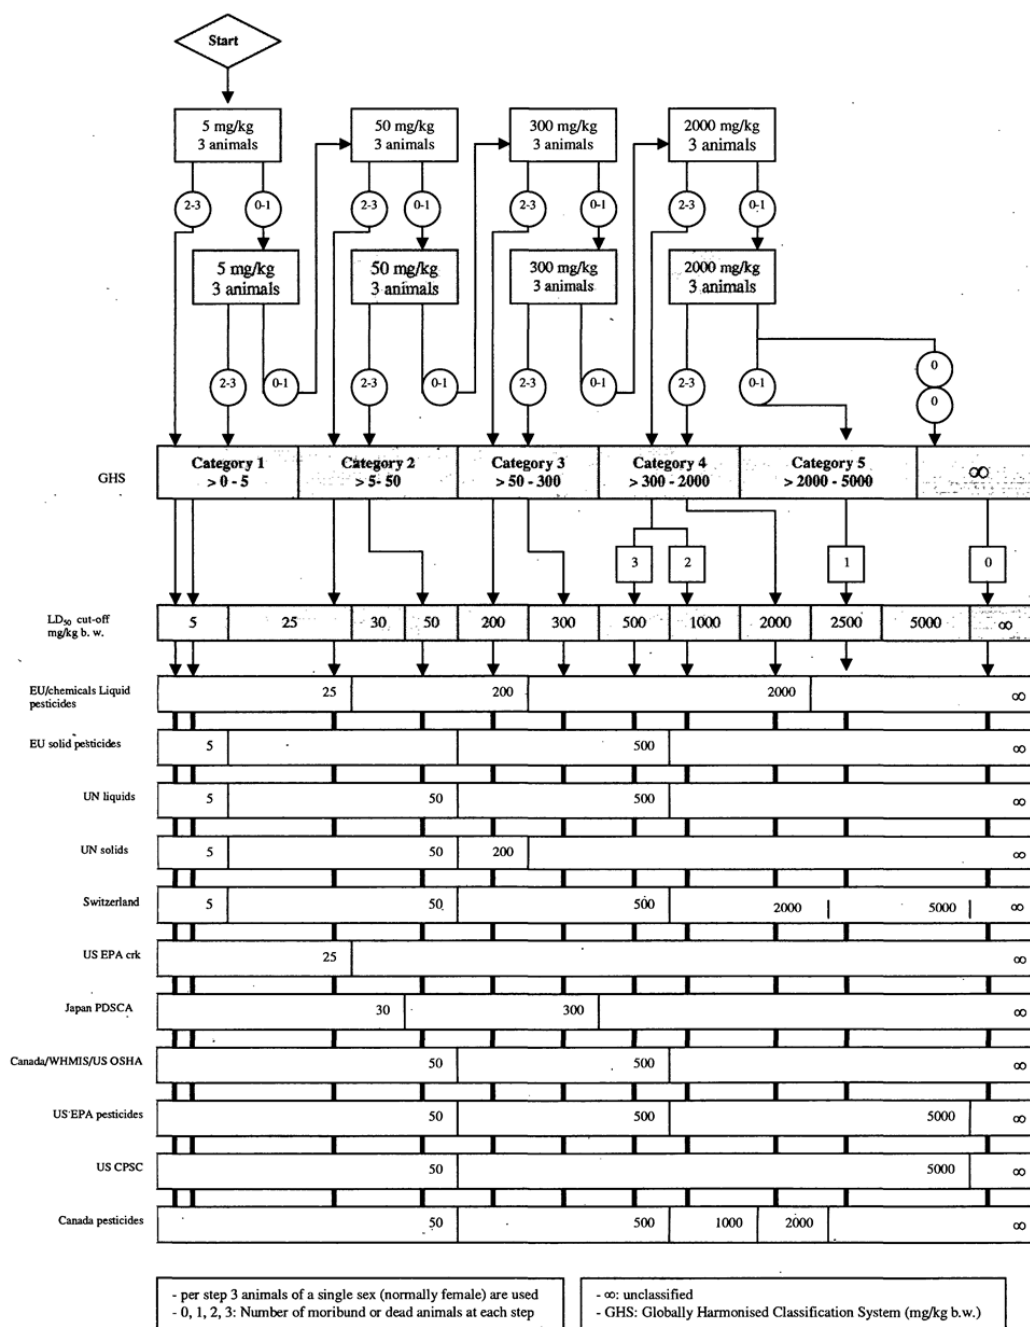 Start
5 mg/kg
3 animals
50 mg/kg
3 animals
300 mg/kg
3 animals
2000 mg/kg
3 animals
2-3
0-1
2-3
0-1
2-3
0-1
2-3
0-1
5 mg/kg
3 animals
50 mg/kg
3 animals
300 mg/kg
3 animals
2000 mg/kg
3 animals
2-3
0-1
2-3
0-1
2-3
0-1
2-3
0-1
0
0
GHS
Category 1
> 0 - 5
Category 2
> 5- 50
Category 3
> 50 - 300
Category 4
> 300 - 2000
Category 5
> 2000 - 5000
∞
3
2
1
0
LD₅₀ cut-off
mg/kg b. w.
5
25
30
50
200
300
500
1000
2000
2500
5000
∞
EU/chemicals Liquid
pesticides
25
200
2000
∞
EU solid pesticides
5
500
∞
UN liquids
5
50
500
∞
UN solids
5
50
200
∞
Switzerland
5
50
500
2000
5000
∞
US EPA crk
25
∞
Japan PDSCA
30
300
∞
Canada/WHMIS/US OSHA
50
500
∞
US EPA pesticides
50
500
5000
∞
US CPSC
50
5000
∞
Canada pesticides
50
500
1000
2000
∞
- per step 3 animals of a single sex (normally female) are used
- 0, 1, 2, 3: Number of moribund or dead animals at each step
- ∞: unclassified
- GHS: Globally Harmonised Classification System (mg/kg b.w.)